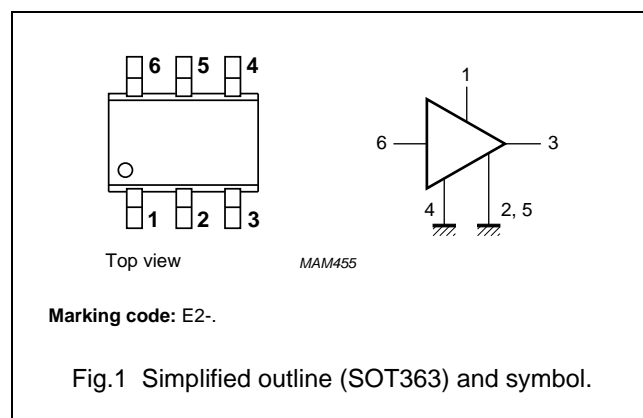 6 5 4
1
6
3
4
2, 5
1 2 3
Top view
MAM455
Marking code: E2-.
Fig.1 Simplified outline (SOT363) and symbol.